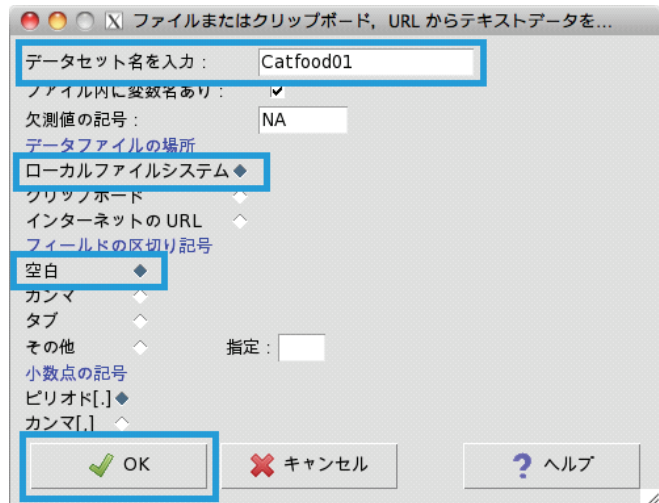 X ファイルまたはクリップボード, URL からテキストデータを...
データセット名を入力 : Catfood01
ファイル内に変数名あり :
欠測値の記号 : NA
データファイルの場所
ローカルファイルシステム
クリップボード
インターネットの URL
フィールドの区切り記号
空白
カンマ
タブ
その他 指定 :
小数点の記号
ピリオド[.]
カンマ[,]
OK キャンセル ? ヘルプ